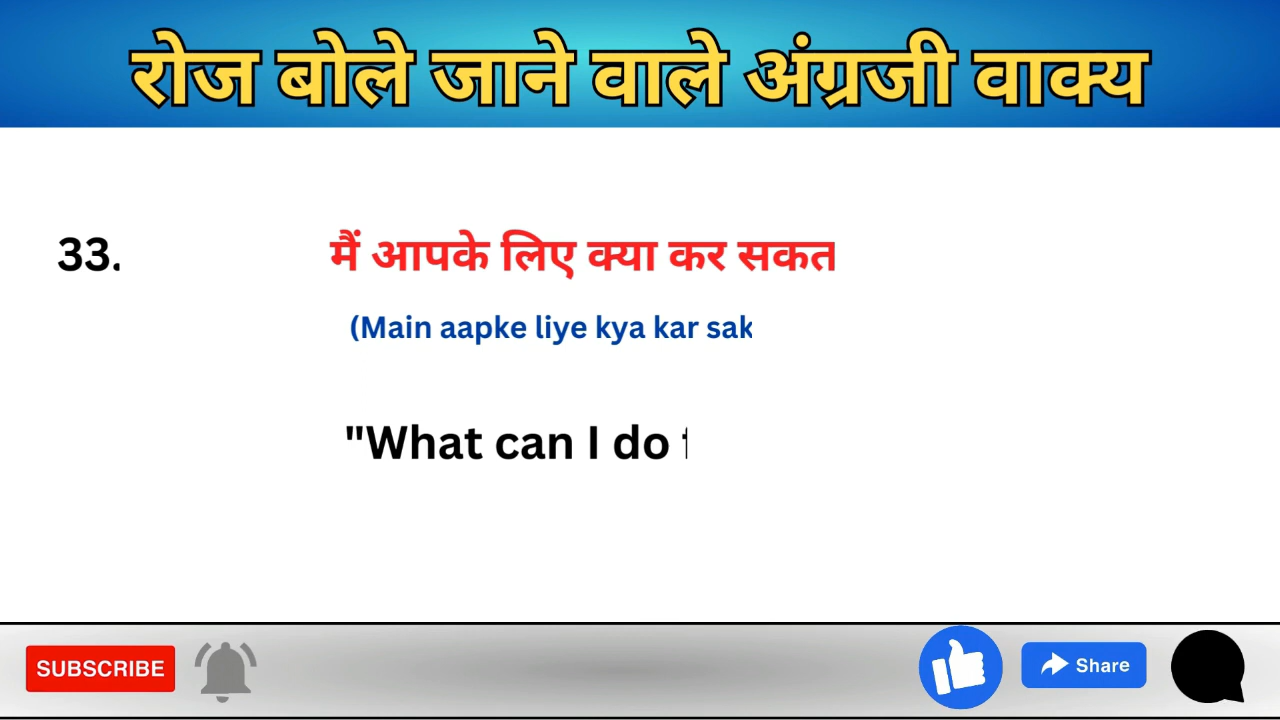 रोज बोले जाने वाले अंग्रजी वाक्य
33.
मैं आपके लिए क्या कर सकत
(Main aapke liye kya kar sak
"What can I do
SUBSCRIBE
Share